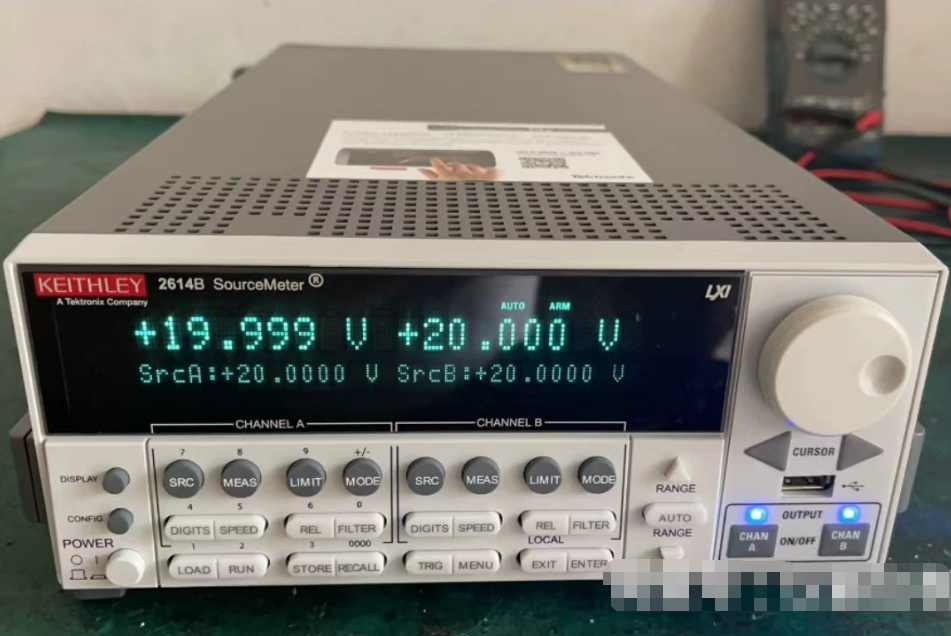 Tektronix
KEITHLEY 2614B SourceMeter ® LXI
A Tektronix Company
AUTO ARM
+19.999 V +20.000 V
SrcA:+20.0000 V SrcB:+20.0000 V
CHANNEL A CHANNEL B
7 8 9 +/-
DISPLAY SRC MEAS LIMIT MODE SRC MEAS LIMIT MODE
CURSOR
RANGE
4 5 6 0
CONFIG DIGITS SPEED REL FILTER DIGITS SPEED REL FILTER
AUTO
RANGE
OUTPUT
CHAN A ON/OFF CHAN B
POWER
1 2 3 0000 LOCAL
LOAD RUN STORE RECALL TRIG MENU EXIT ENTER